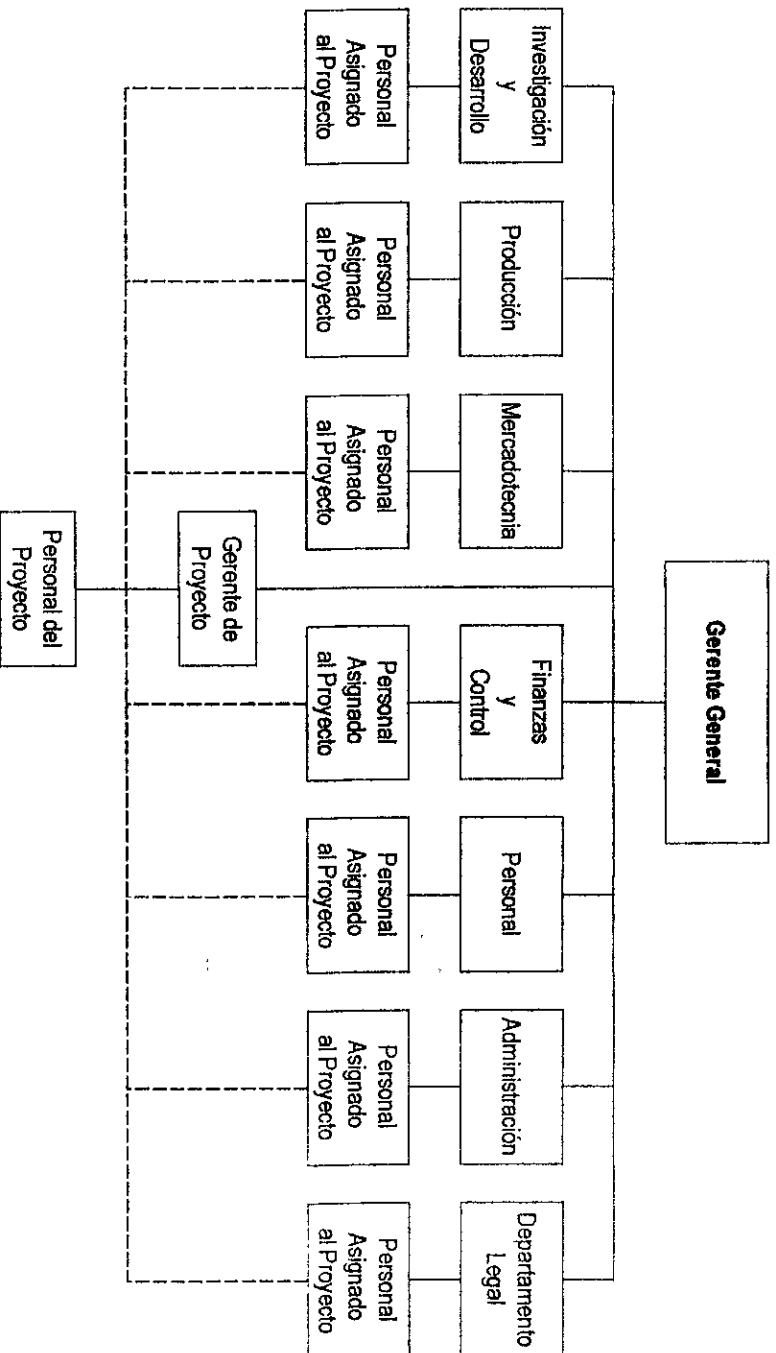 Gerente General
Investigación
y
Desarrollo
Producción
Mercadotecnia
Finanzas
y
Control
Personal
Administración
Departamento
Legal
Personal
Asignado
al Proyecto
Personal
Asignado
al Proyecto
Personal
Asignado
al Proyecto
Personal
Asignado
al Proyecto
Personal
Asignado
al Proyecto
Personal
Asignado
al Proyecto
Personal
Asignado
al Proyecto
Gerente de
Proyecto
Personal del
Proyecto